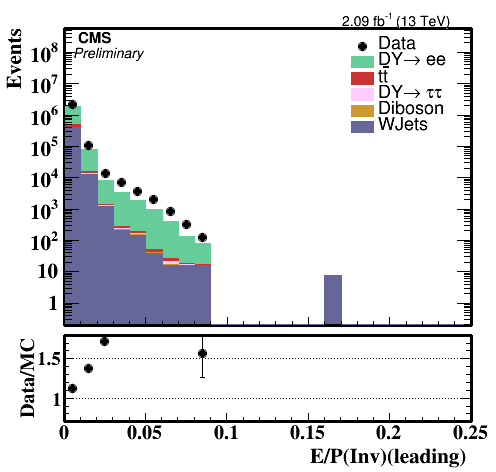 2.09 fb⁻¹ (13 TeV)
CMS
Preliminary
Data
DY→ ee
tt̄
DY→ ττ
Diboson
WJets
Events
10⁸
10⁷
10⁶
10⁵
10⁴
10³
10²
10
1
Data/MC
1.5
1
0 0.05 0.1 0.15 0.2 0.25
E/P(Inv)(leading)